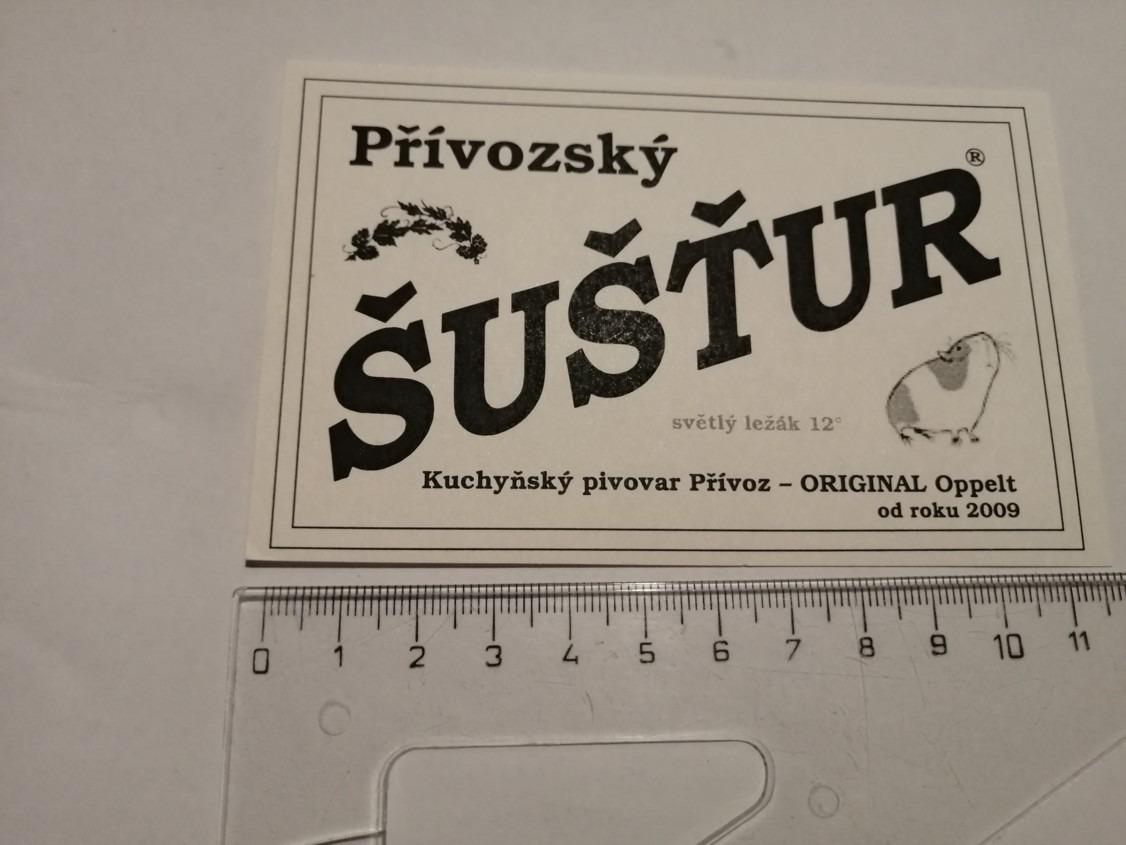 Přívozský
ŠUŠŤUR®
světlý ležák 12°
Kuchyňský pivovar Přívoz – ORIGINAL Oppelt
od roku 2009
0 1 2 3 4 5 6 7 8 9 10 11